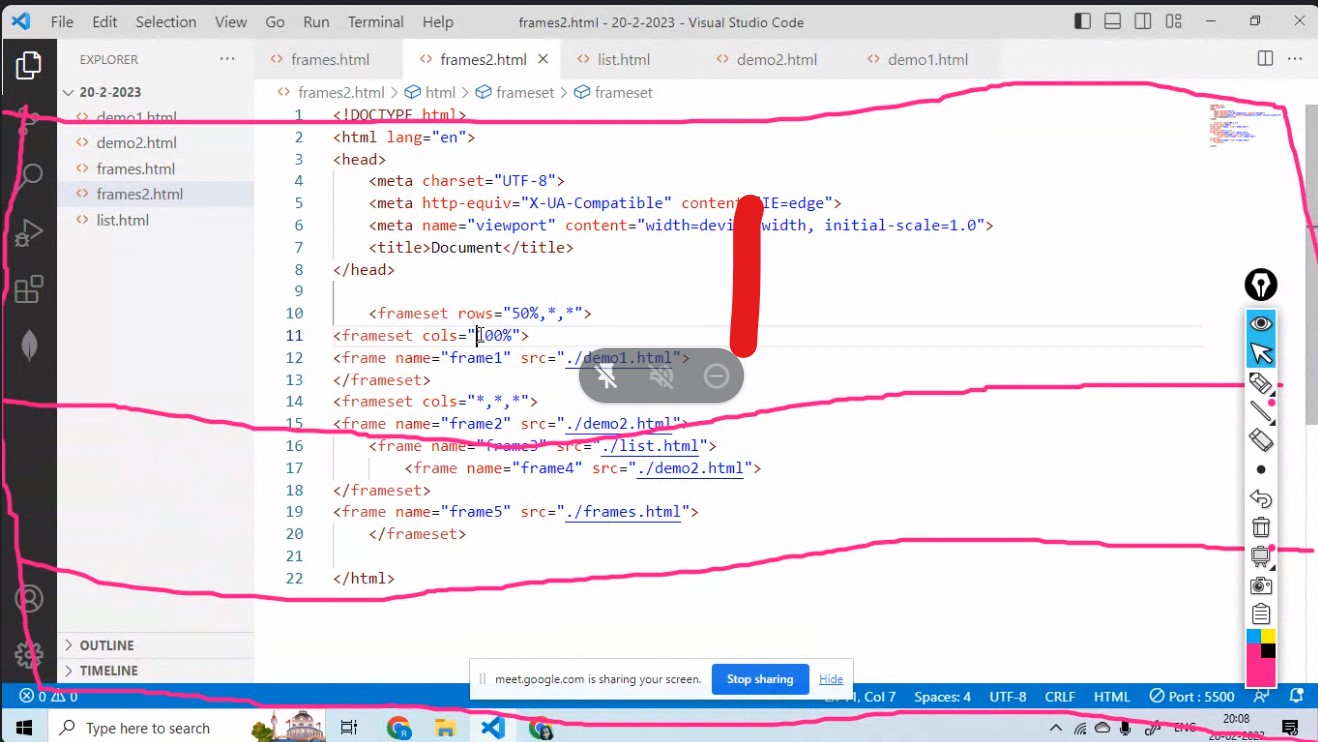 File Edit Selection View Go Run Terminal Help frames2.html - 20-2-2023 - Visual Studio Code
EXPLORER
frames.html frames2.html list.html demo2.html demo1.html
20-2-2023
demo1.html
demo2.html
frames.html
frames2.html
list.html
OUTLINE
TIMELINE
frames2.html > html > frameset > frameset
1 <!DOCTYPE html>
2 <html lang="en">
3 <head>
4 <meta charset="UTF-8">
5 <meta http-equiv="X-UA-Compatible" content IE=edge">
6 <meta name="viewport" content="width=devi width, initial-scale=1.0">
7 <title>Document</title>
8 </head>
9
10 <frameset rows="50%,*,*">
11 <frameset cols="100%">
12 <frame name="frame1" src="./demo1.html">
13 </frameset>
14 <frameset cols="*,*,*">
15 <frame name="frame2" src="./demo2.html">
16 <frame name="frame3" src="./list.html">
17 <frame name="frame4" src="./demo2.html">
18 </frameset>
19 <frame name="frame5" src="./frames.html">
20 </frameset>
21
22 </html>
meet.google.com is sharing your screen. Stop sharing Hide
0 0 Ln 11, Col 7 Spaces: 4 UTF-8 CRLF HTML Port : 5500
Type here to search
ENG
20:08
20-02-2023